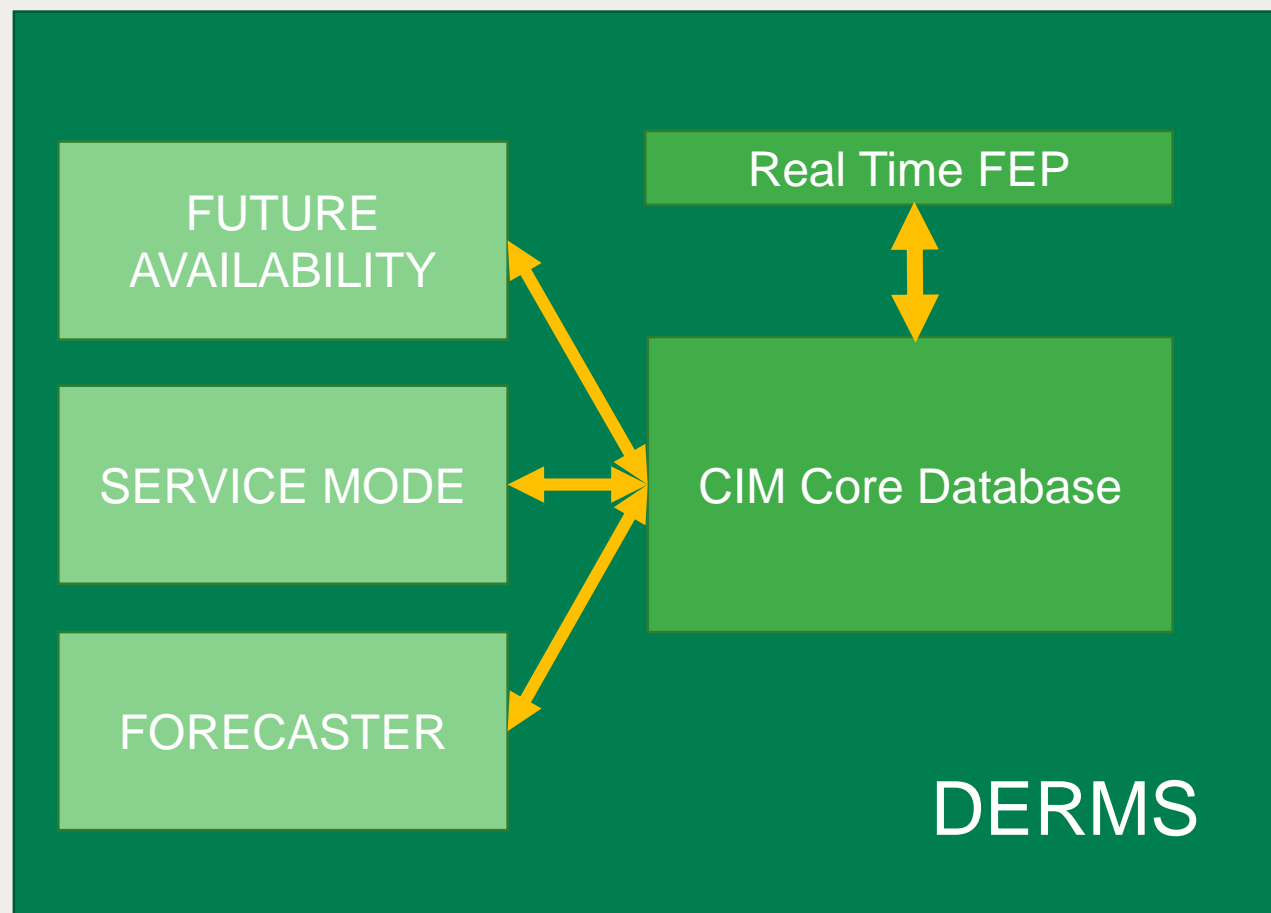 FUTURE
AVAILABILITY
Real Time FEP
SERVICE MODE
CIM Core Database
FORECASTER
DERMS